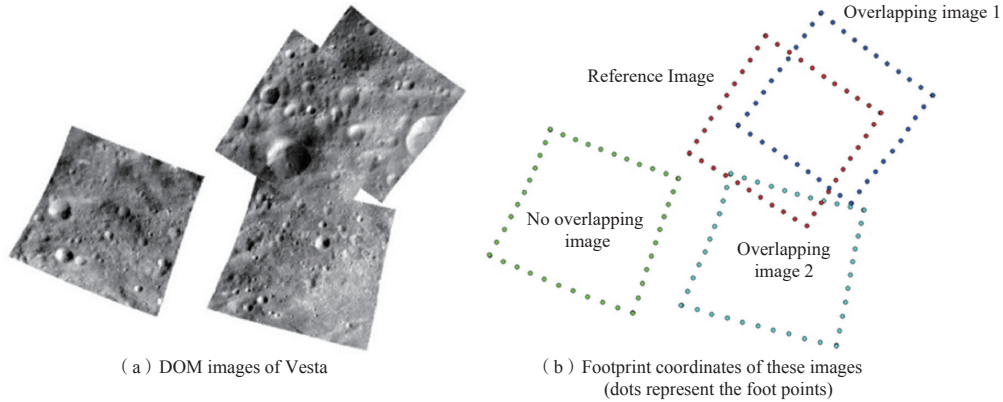 Overlapping image 1
Reference Image
No overlapping
image
Overlapping
image 2
（a）DOM images of Vesta
（b）Footprint coordinates of these images
(dots represent the foot points)